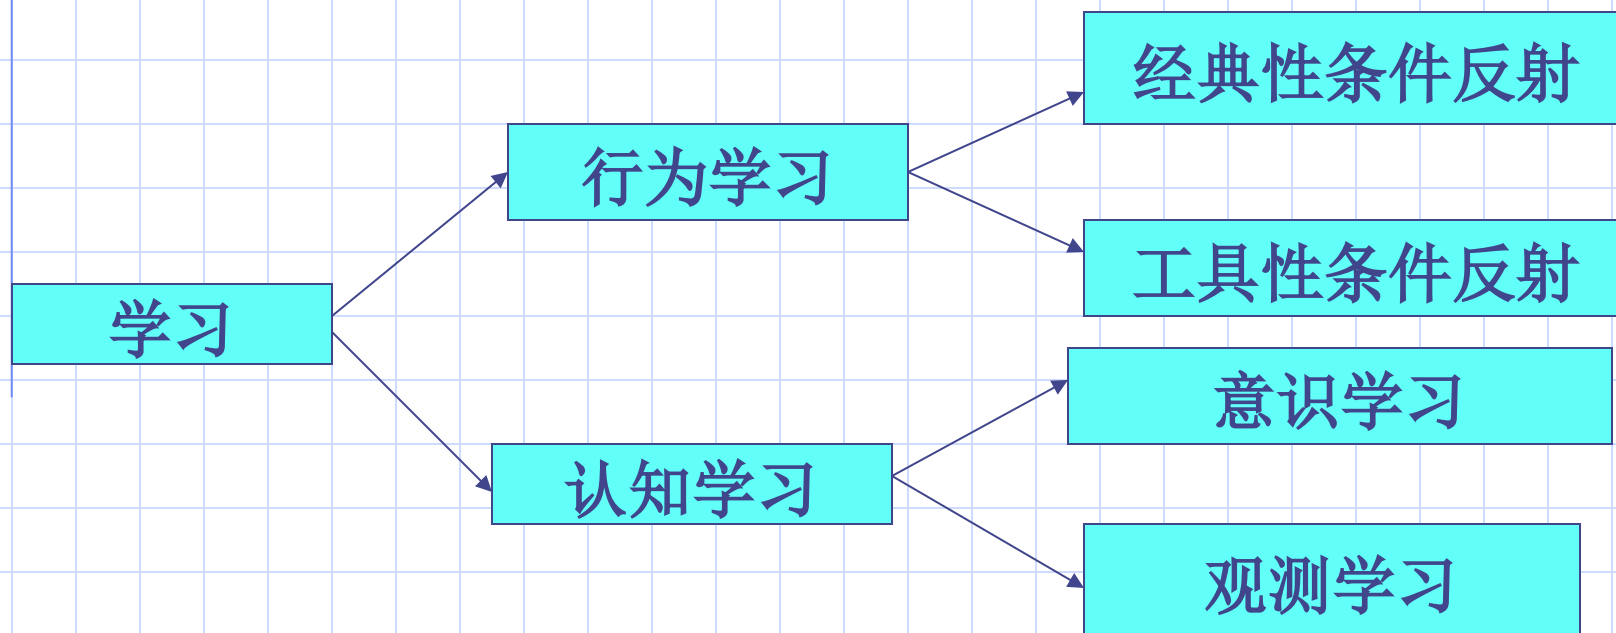 经典性条件反射
行为学习
工具性条件反射
学习
意识学习
认知学习
观测学习